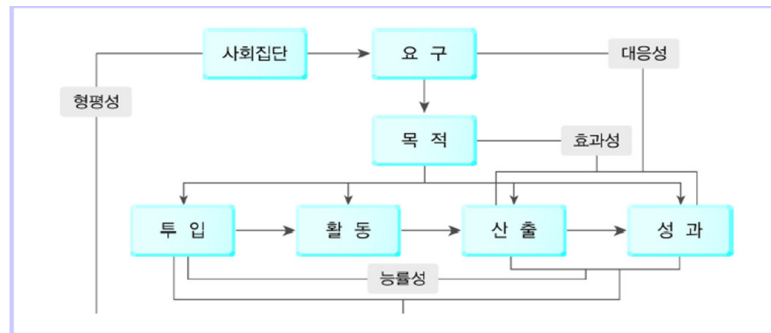 사회집단
요 구
대응성
형평성
목 적
효과성
투 입
활 동
산 출
성 과
능률성